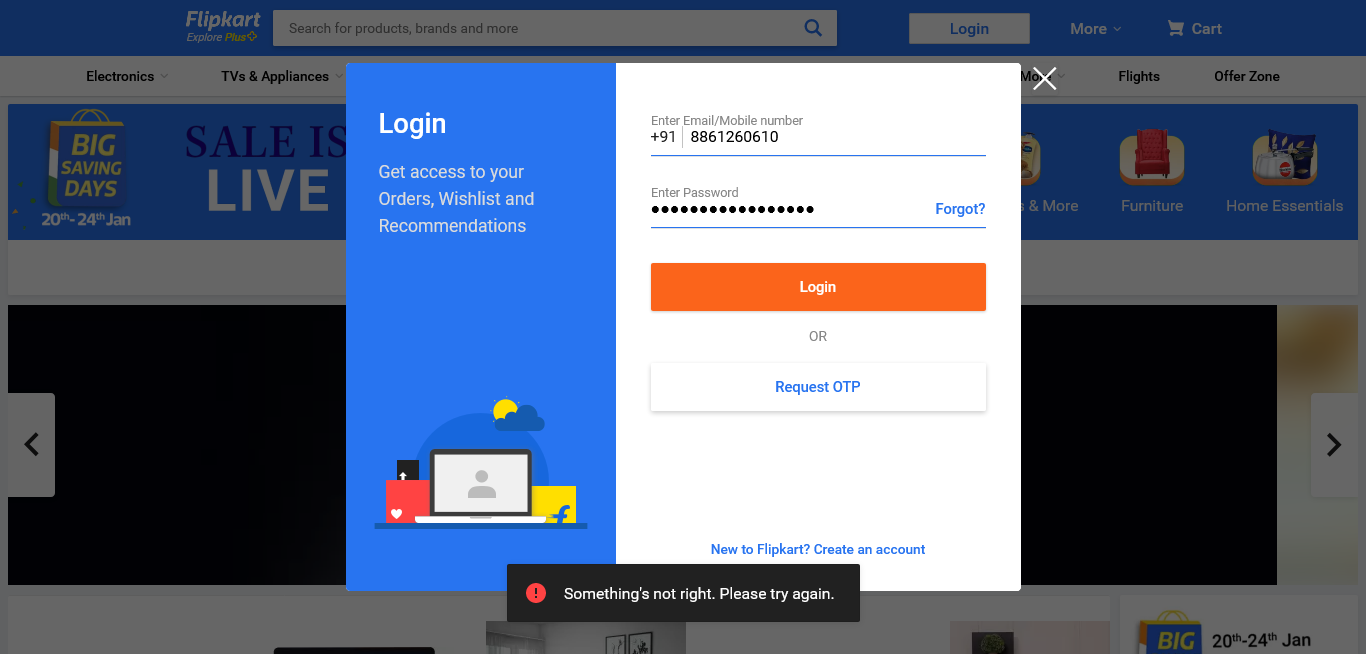 Flipkart
Explore Plus
Search for products, brands and more
Login
More
Cart
Electronics
TVs & Appliances
More
Flights
Offer Zone
BIG
SAVING
DAYS
20th-24th Jan
SALE IS
LIVE
s & More
Furniture
Home Essentials
Login
Get access to your
Orders, Wishlist and
Recommendations
Enter Email/Mobile number
+91 8861260610
Enter Password
Forgot?
Login
OR
Request OTP
New to Flipkart? Create an account
Something's not right. Please try again.
BIG
20th-24th Jan